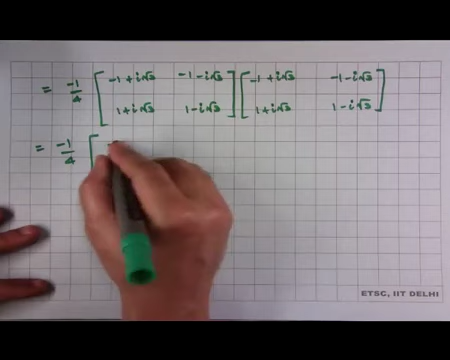 = -1/4 [ -1+i√3 -1-i√3 ] [ -1+i√3 -1-i√3 ]
1+i√3 1-i√3 1+i√3 1-i√3
= -1/4 [
ETSC, IIT DELHI